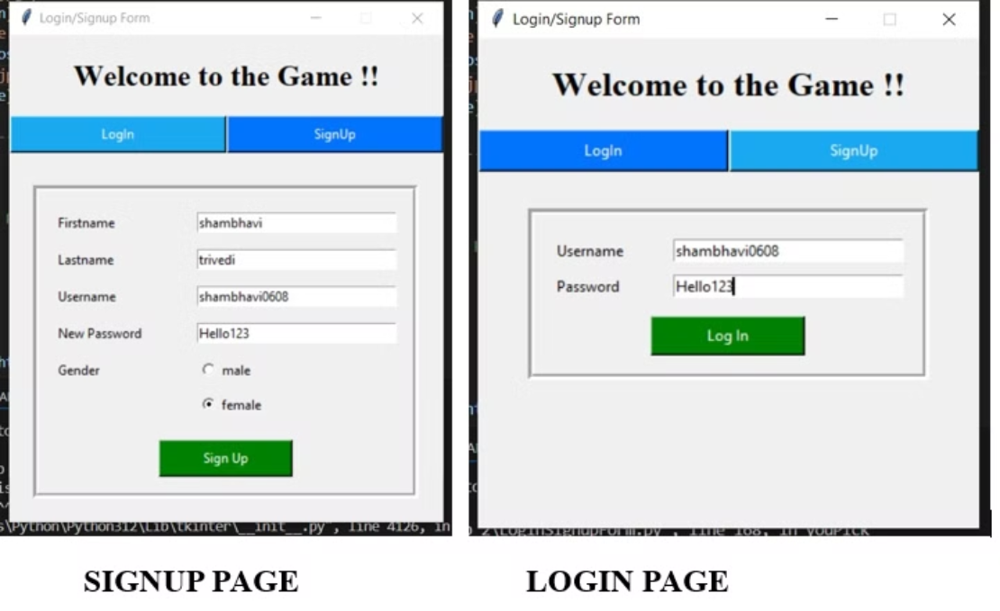 Login/Signup Form
Welcome to the Game !!
LogIn SignUp
Firstname shambhavi
Lastname trivedi
Username shambhavi0608
New Password Hello123
Gender male
female
Sign Up
s\Python\Python312\Lib\tkinter\__init__.py", line 4126, in
SIGNUP PAGE
Login/Signup Form
Welcome to the Game !!
LogIn SignUp
Username shambhavi0608
Password Hello123
Log In
2\LoginSignupForm.py", line 168, in youPick
LOGIN PAGE